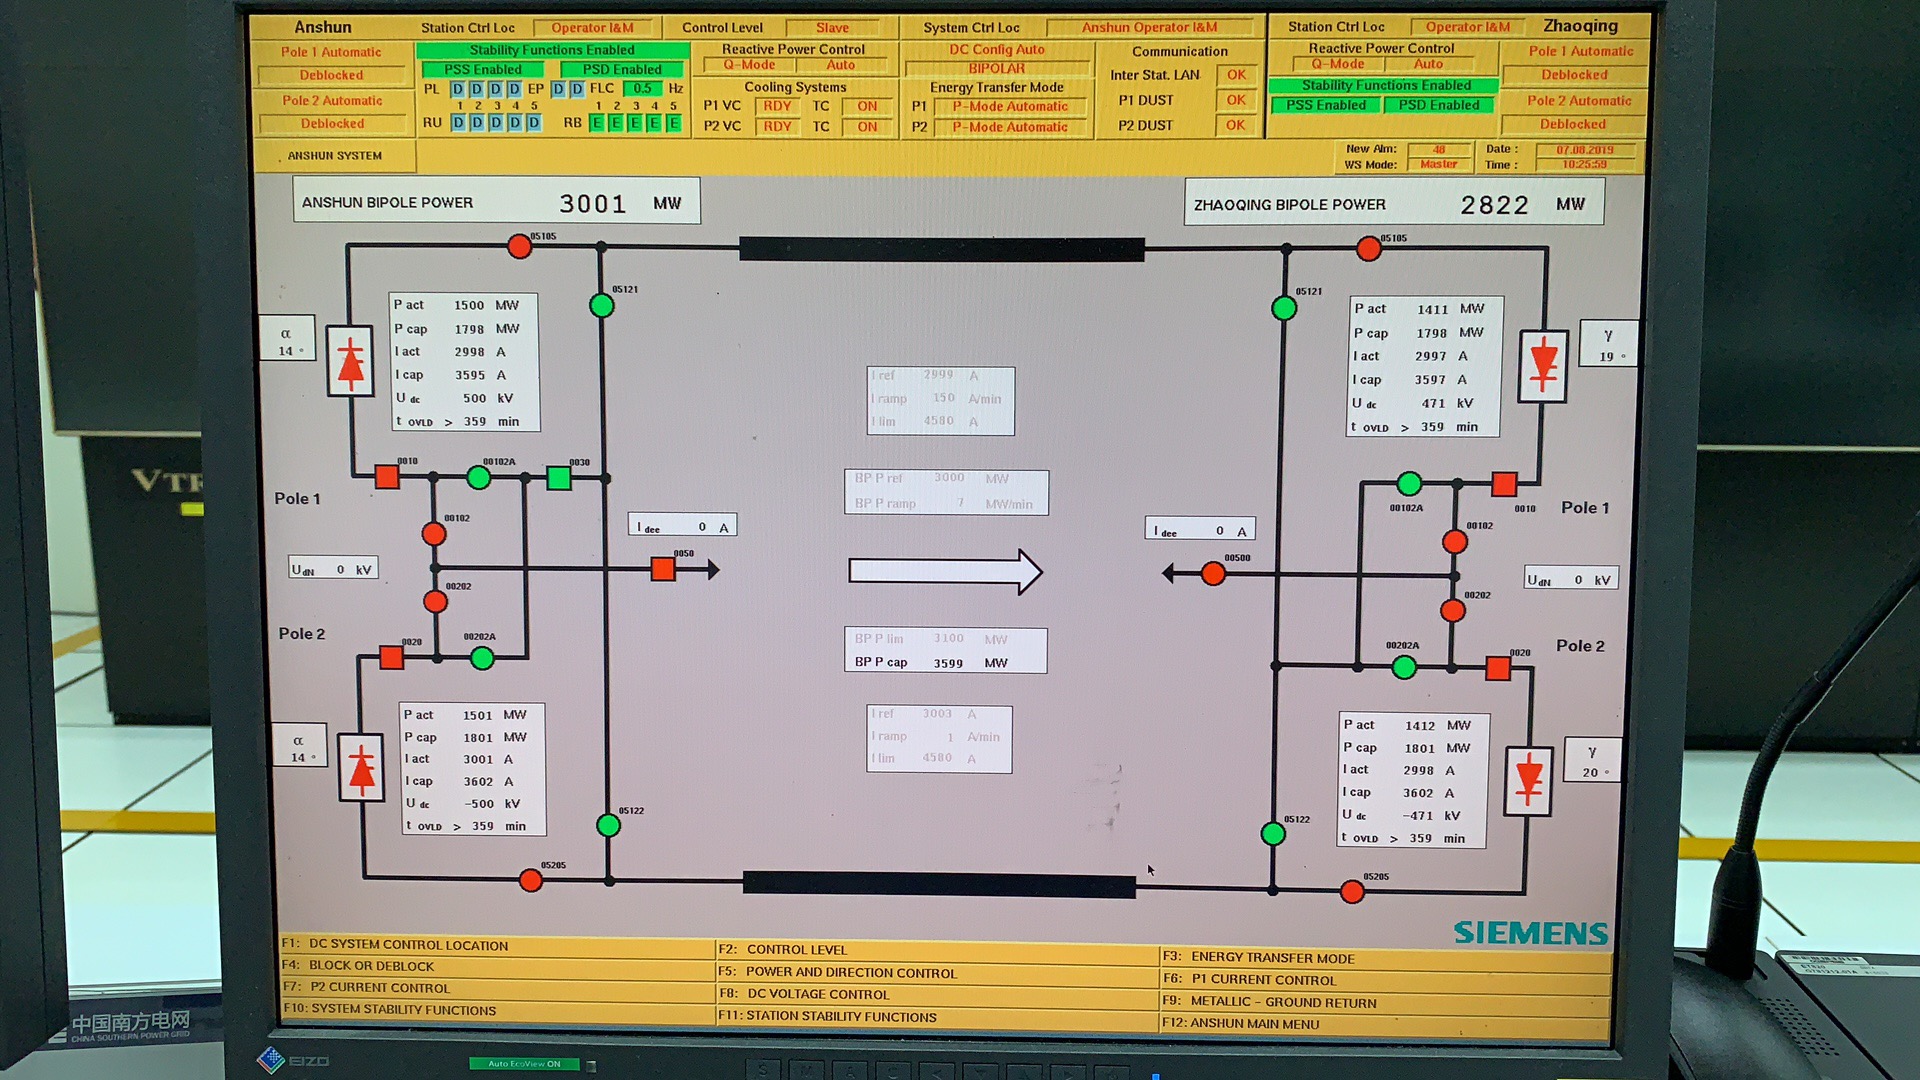 Anshun Station Ctrl Loc Operator I&M Control Level Slave System Ctrl Loc Anshun Operator I&M Station Ctrl Loc Operator I&M Zhaoqing
Pole 1 Automatic
Deblocked
Pole 2 Automatic
Deblocked
Stability Functions Enabled
PSS Enabled PSD Enabled
PL D D D D EP D D FLC 0.5 Hz
1 2 3 4 5 1 2 3 4 5
RU D D D D D RB E E E E E
Reactive Power Control
Q-Mode Auto
Cooling Systems
P1 VC RDY TC ON
P2 VC RDY TC ON
DC Config Auto
BIPOLAR
Energy Transfer Mode
P1 P-Mode Automatic
P2 P-Mode Automatic
Communication
Inter Stat. LAN OK
P1 DUST OK
P2 DUST OK
Reactive Power Control
Q-Mode Auto
Stability Functions Enabled
PSS Enabled PSD Enabled
Pole 1 Automatic
Deblocked
Pole 2 Automatic
Deblocked
ANSHUN SYSTEM
New Alm: 48 Date : 07.08.2019
WS Mode: Master Time : 10:25:59
ANSHUN BIPOLE POWER 3001 MW
ZHAOQING BIPOLE POWER 2822 MW
05105
05105
05121
05121
α
14 °
P act 1500 MW
P cap 1798 MW
I act 2998 A
I cap 3595 A
U dc 500 kV
t OVLD > 359 min
I ref 2999 A
I ramp 150 A/min
I lim 4580 A
P act 1411 MW
P cap 1798 MW
I act 2997 A
I cap 3597 A
U dc 471 kV
t OVLD > 359 min
γ
19 °
0010 00102A 0030
Pole 1
00102
BP P ref 3000 MW
BP P ramp 7 MW/min
00102A 0010
Pole 1
00102
I dee 0 A
0050
I dee 0 A
00500
UdN 0 kV
00202
UdN 0 kV
00202
Pole 2
0020 00202A
BP P lim 3100 MW
BP P cap 3599 MW
00202A 0020
Pole 2
α
14 °
P act 1501 MW
P cap 1801 MW
I act 3001 A
I cap 3602 A
U dc -500 kV
t OVLD > 359 min
I ref 3003 A
I ramp 1 A/min
I lim 4580 A
P act 1412 MW
P cap 1801 MW
I act 2998 A
I cap 3602 A
U dc -471 kV
t OVLD > 359 min
γ
20 °
05122
05122
05205
05205
SIEMENS
F1: DC SYSTEM CONTROL LOCATION F2: CONTROL LEVEL F3: ENERGY TRANSFER MODE
F4: BLOCK OR DEBLOCK F5: POWER AND DIRECTION CONTROL F6: P1 CURRENT CONTROL
F7: P2 CURRENT CONTROL F8: DC VOLTAGE CONTROL F9: METALLIC - GROUND RETURN
F10: SYSTEM STABILITY FUNCTIONS F11: STATION STABILITY FUNCTIONS F12: ANSHUN MAIN MENU
中国南方电网
CHINA SOUTHERN POWER GRID
EIZO
Auto EcoView ON